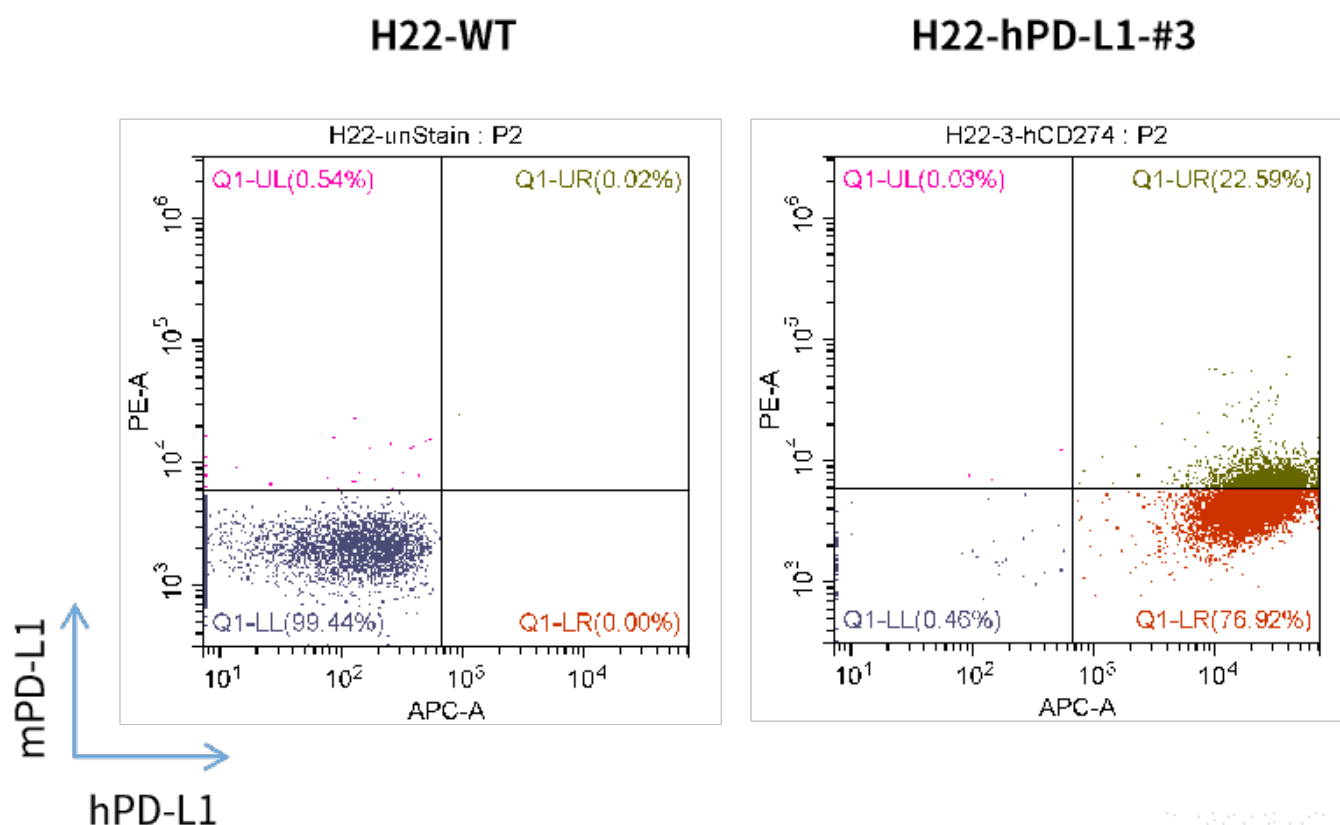 H22-WT
H22-hPD-L1-#3
H22-unStain : P2
Q1-UL(0.54%)
Q1-UR(0.02%)
10^6
10^5
10^4
10^3
PE-A
Q1-LL(99.44%)
Q1-LR(0.00%)
10^1
10^2
10^3
10^4
APC-A
H22-3-hCD274 : P2
Q1-UL(0.03%)
Q1-UR(22.59%)
10^6
10^5
10^4
10^3
PE-A
Q1-LL(0.46%)
Q1-LR(76.92%)
10^1
10^2
10^3
10^4
APC-A
mPD-L1
hPD-L1